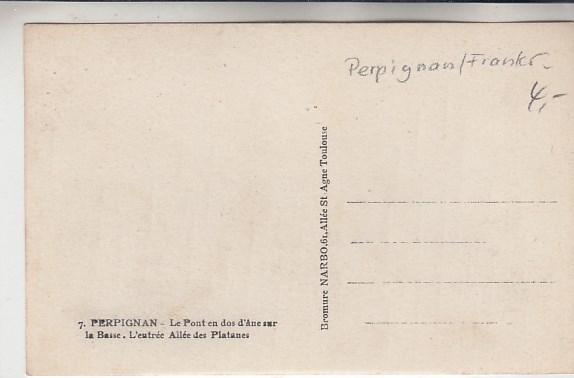 Perpignan/Frankr.
4,-
Bromure NARBO,61,Allée St Agne Toulouse
7. PERPIGNAN - Le Pont en dos d'âne sur
la Basse. L'entrée Allée des Platanes